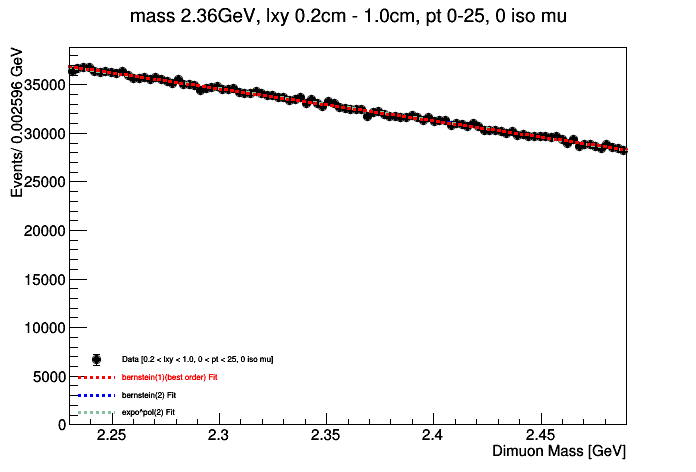 mass 2.36GeV, lxy 0.2cm - 1.0cm, pt 0-25, 0 iso mu
Events/ 0.002596 GeV
35000
30000
25000
20000
15000
10000
5000
0
Data [0.2 < lxy < 1.0, 0 < pt < 25, 0 iso mu]
bernstein(1)(best order) Fit
bernstein(2) Fit
expo^pol(2) Fit
2.25
2.3
2.35
2.4
2.45
Dimuon Mass [GeV]